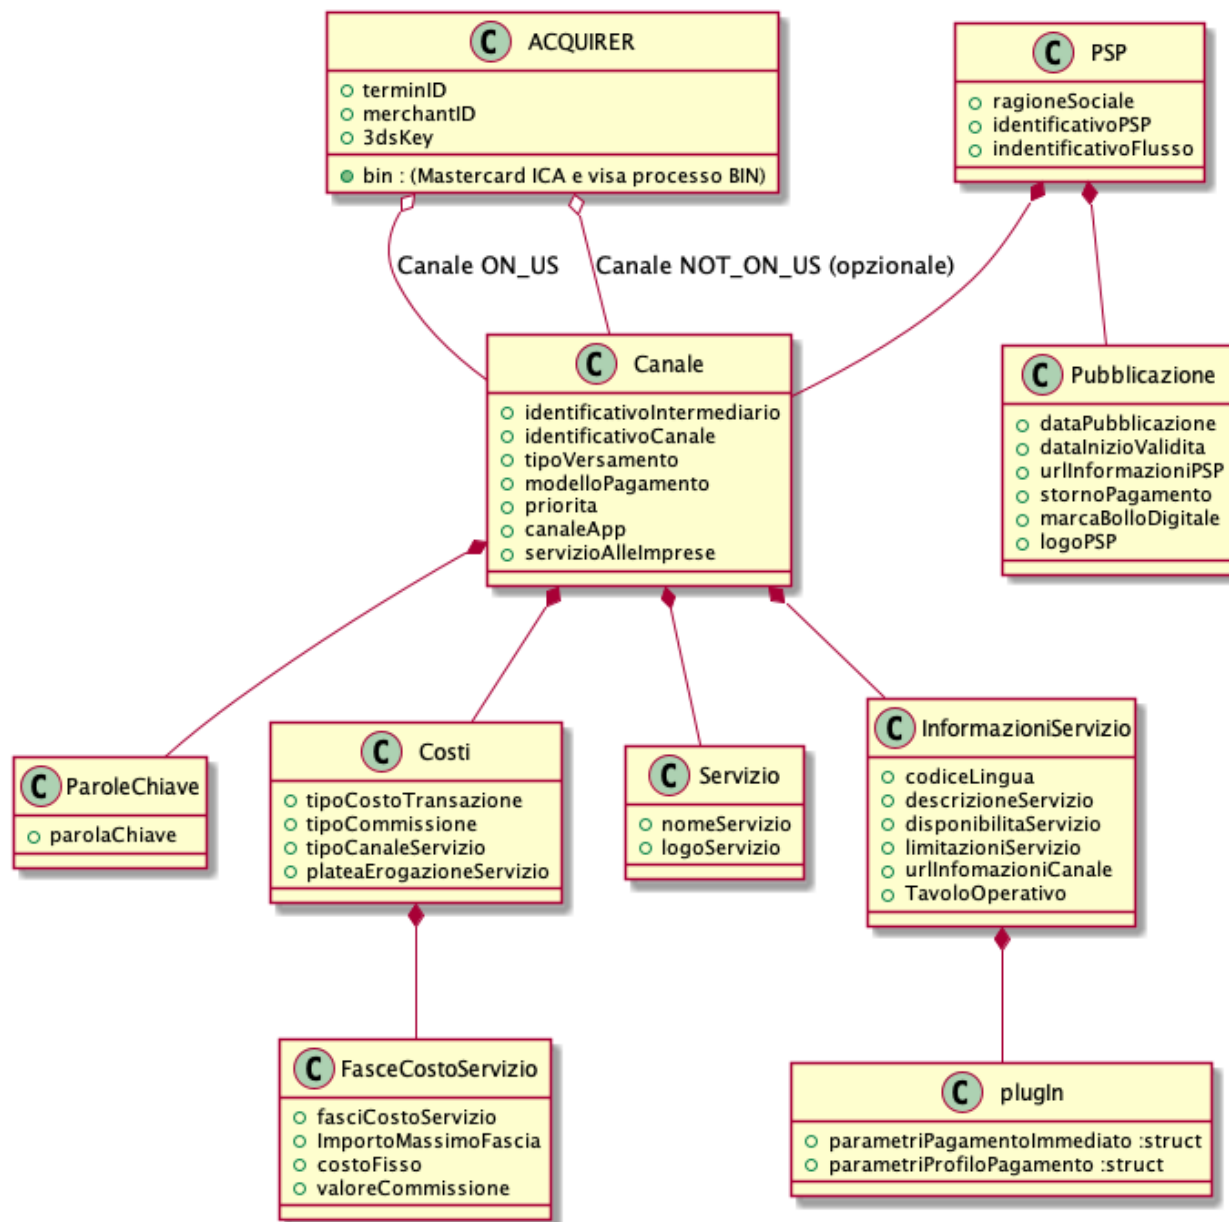 C ACQUIRER
terminID
merchantID
3dsKey
bin : (Mastercard ICA e visa processo BIN)
C PSP
ragioneSociale
identificativoPSP
indentificativoFlusso
Canale ON_US
Canale NOT_ON_US (opzionale)
C Canale
identificativoIntermediario
identificativoCanale
tipoVersamento
modelloPagamento
priorita
canaleApp
servizioAlleImprese
C Pubblicazione
dataPubblicazione
dataInizioValidita
urlInformazioniPSP
stornoPagamento
marcaBolloDigitale
logoPSP
C ParoleChiave
parolaChiave
C Costi
tipoCostoTransazione
tipoCommissione
tipoCanaleServizio
plateaErogazioneServizio
C Servizio
nomeServizio
logoServizio
C InformazioniServizio
codiceLingua
descrizioneServizio
disponibilitaServizio
limitazioniServizio
urlInfomazioniCanale
TavoloOperativo
C FasceCostoServizio
fasciCostoServizio
ImportoMassimoFascia
costoFisso
valoreCommissione
C plugIn
parametriPagamentoImmediato :struct
parametriProfiloPagamento :struct